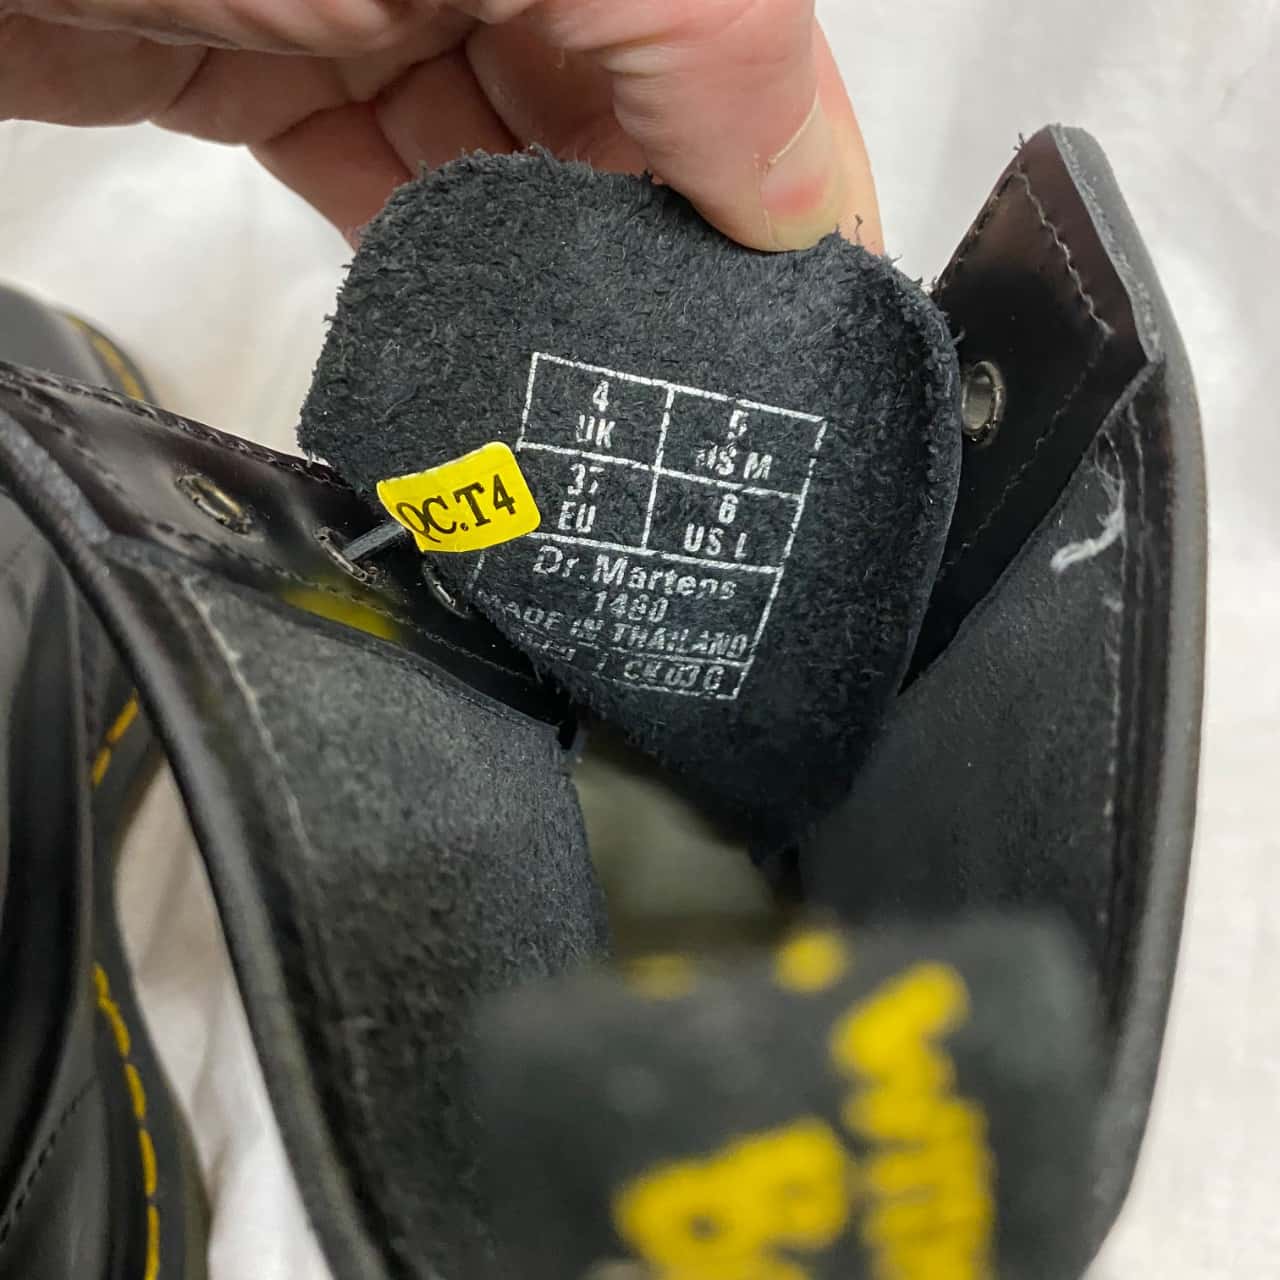 4
UK
5
US M
37
EU
6
US L
QC.T4
Dr. Martens
1460
MADE IN THAILAND